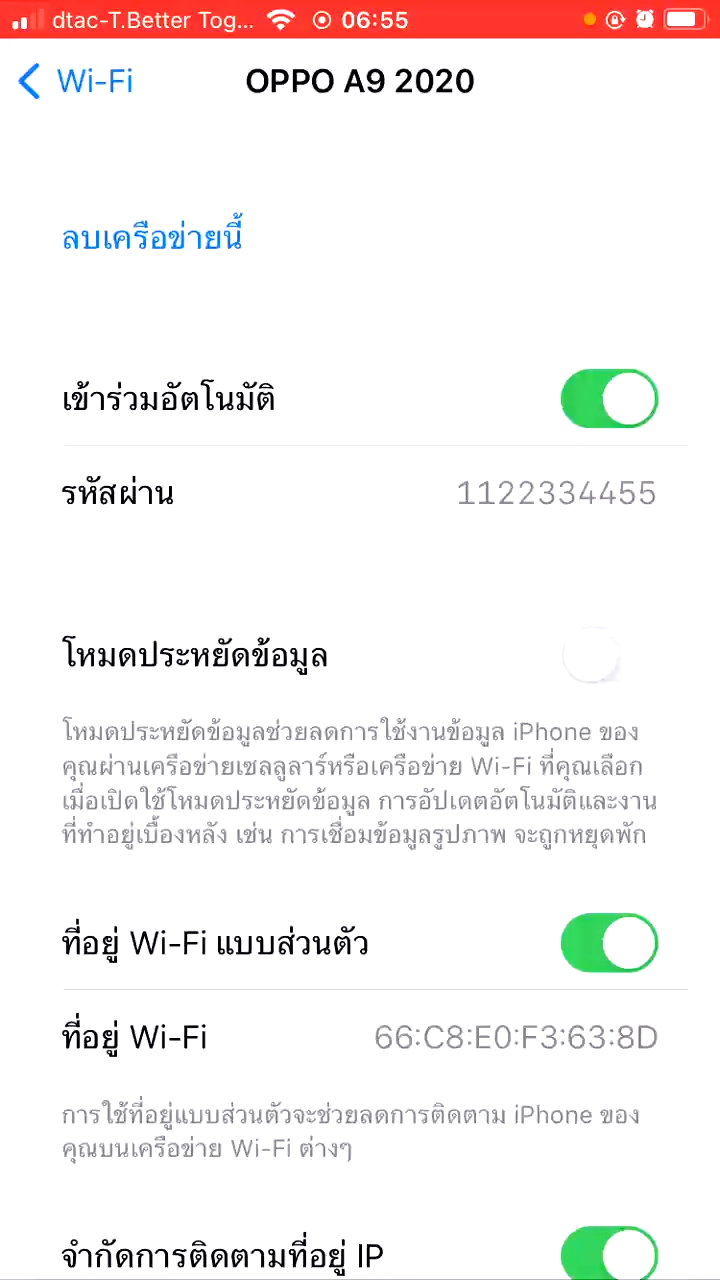 dtac-T.Better Tog... 06:55
Wi-Fi OPPO A9 2020
ลบเครือข่ายนี้
เข้าร่วมอัตโนมัติ
รหัสผ่าน 1122334455
โหมดประหยัดข้อมูล
โหมดประหยัดข้อมูลช่วยลดการใช้งานข้อมูล iPhone ของ
คุณผ่านเครือข่ายเซลลูลาร์หรือเครือข่าย Wi-Fi ที่คุณเลือก
เมื่อเปิดใช้โหมดประหยัดข้อมูล การอัปเดตอัตโนมัติและงาน
ที่ทำอยู่เบื้องหลัง เช่น การเชื่อมข้อมูลรูปภาพ จะถูกหยุดพัก
ที่อยู่ Wi-Fi แบบส่วนตัว
ที่อยู่ Wi-Fi 66:C8:E0:F3:63:8D
การใช้ที่อยู่แบบส่วนตัวจะช่วยลดการติดตาม iPhone ของ
คุณบนเครือข่าย Wi-Fi ต่างๆ
จำกัดการติดตามที่อยู่ IP